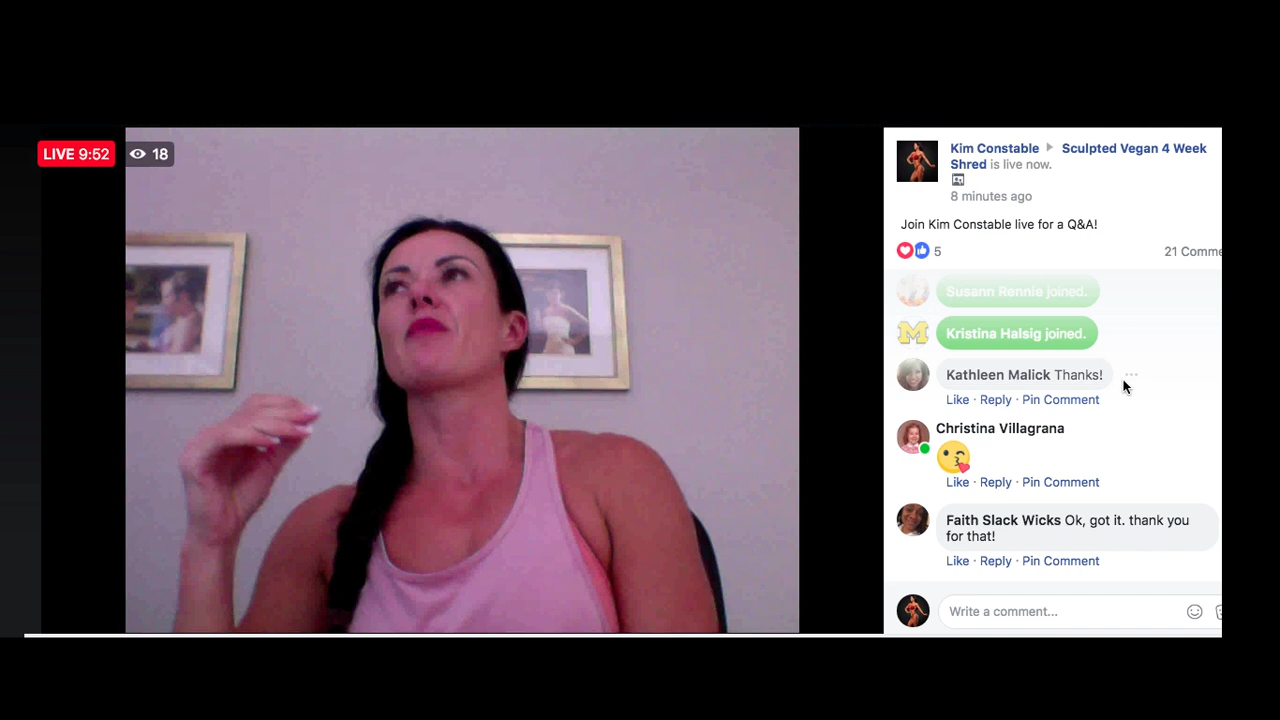 LIVE 9:52
18
Kim Constable Sculpted Vegan 4 Week
Shred is live now.
8 minutes ago
Join Kim Constable live for a Q&A!
5
21 Comme
Susann Rennie joined.
M
Kristina Halsig joined.
Kathleen Malick Thanks!
Like · Reply · Pin Comment
Christina Villagrana
Like · Reply · Pin Comment
Faith Slack Wicks Ok, got it. thank you
for that!
Like · Reply · Pin Comment
Write a comment...